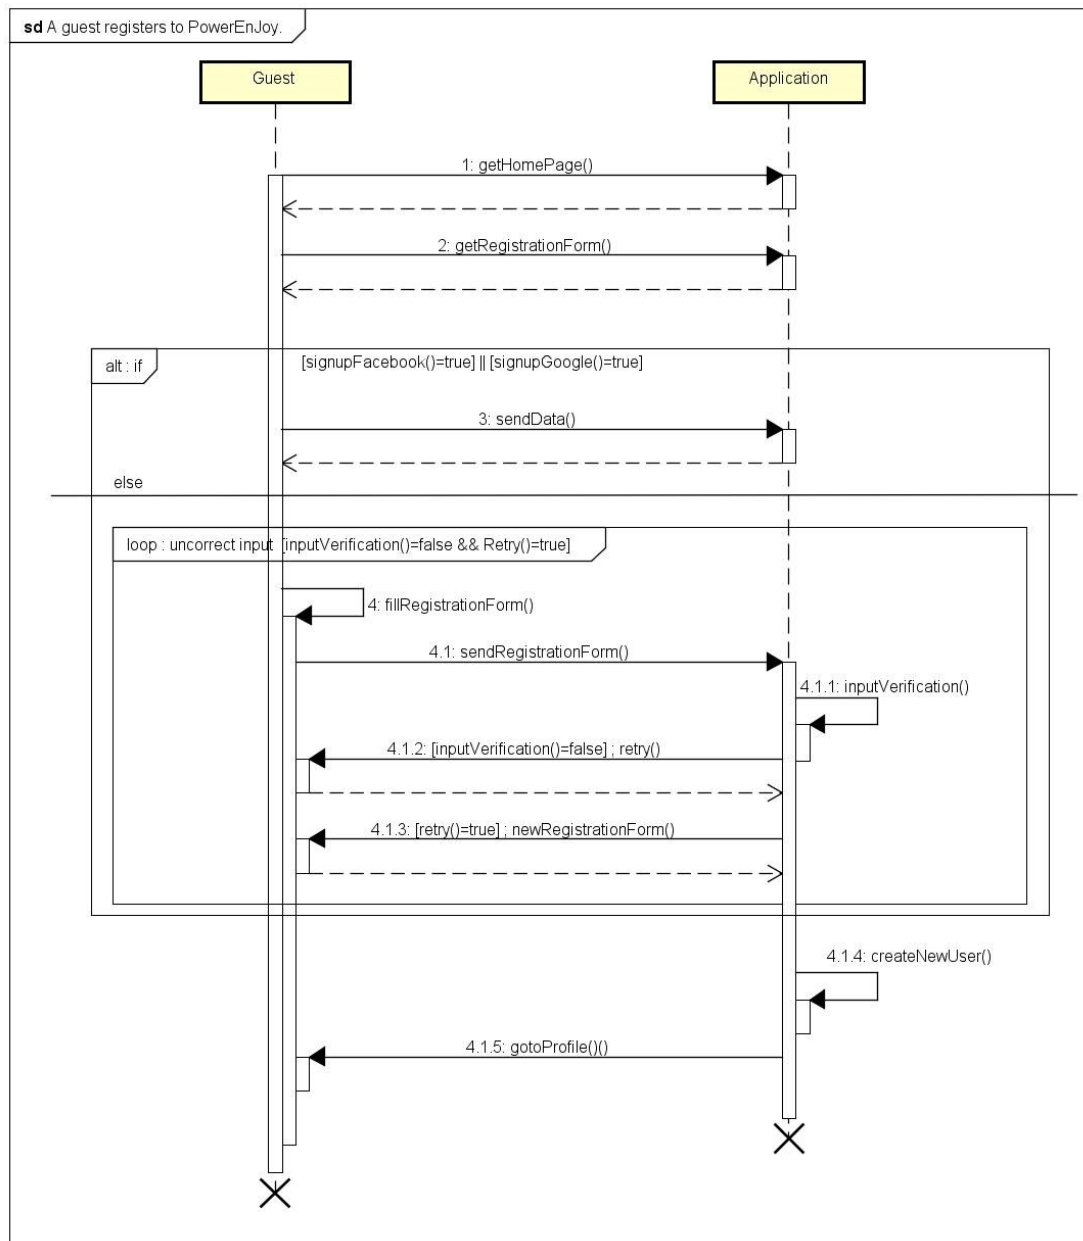 sd A guest registers to PowerEnJoy.
Guest
Application
1: getHomePage()
2: getRegistrationForm()
alt : if
[signupFacebook()=true] || [signupGoogle()=true]
3: sendData()
else
loop : uncorrect input [inputVerification()=false && Retry()=true]
4: fillRegistrationForm()
4.1: sendRegistrationForm()
4.1.1: inputVerification()
4.1.2: [inputVerification()=false] ; retry()
4.1.3: [retry()=true] ; newRegistrationForm()
4.1.4: createNewUser()
4.1.5: gotoProfile()()